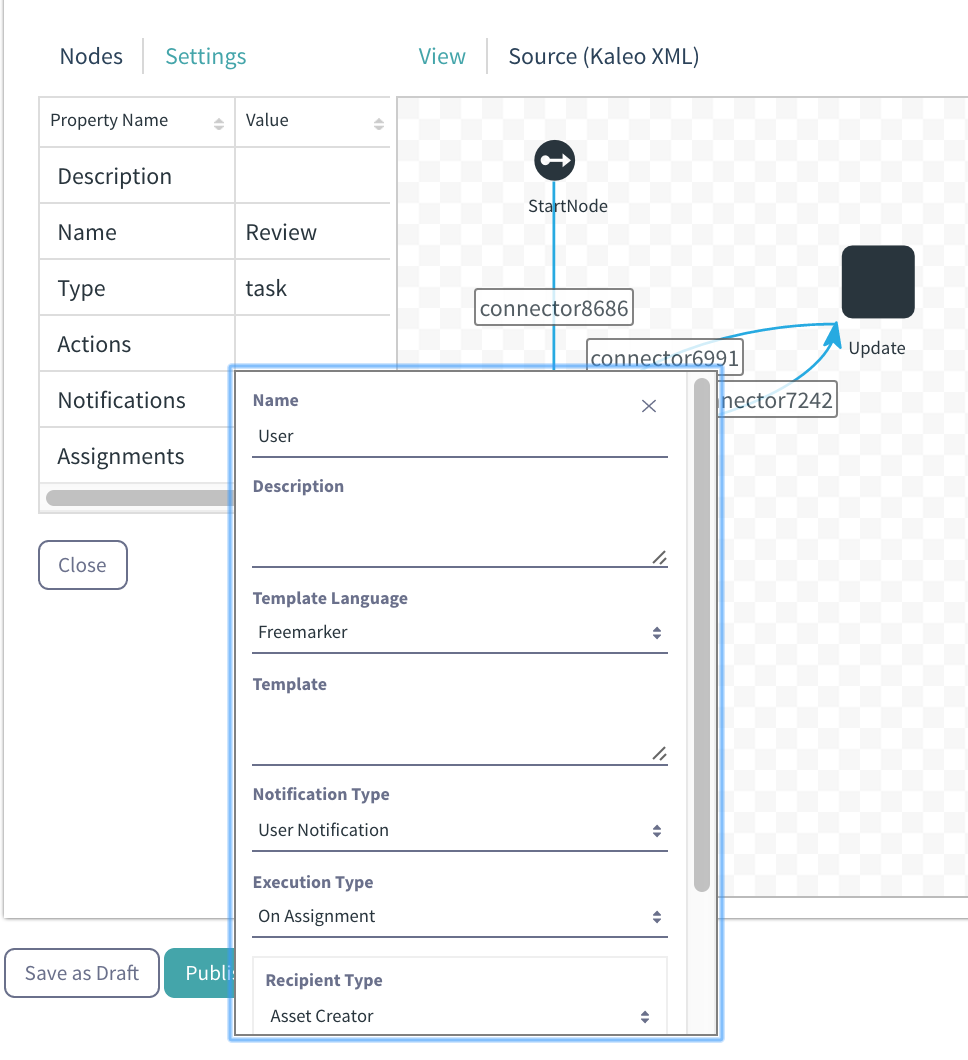 Nodes
Settings
View
Source (Kaleo XML)
Property Name
Value
Description
Name
Review
Type
task
Actions
Notifications
Assignments
Close
StartNode
connector8686
connector6991
nnector7242
Update
Name
User
Description
Template Language
Freemarker
Template
Notification Type
User Notification
Execution Type
On Assignment
Recipient Type
Asset Creator
Save as Draft
Publi